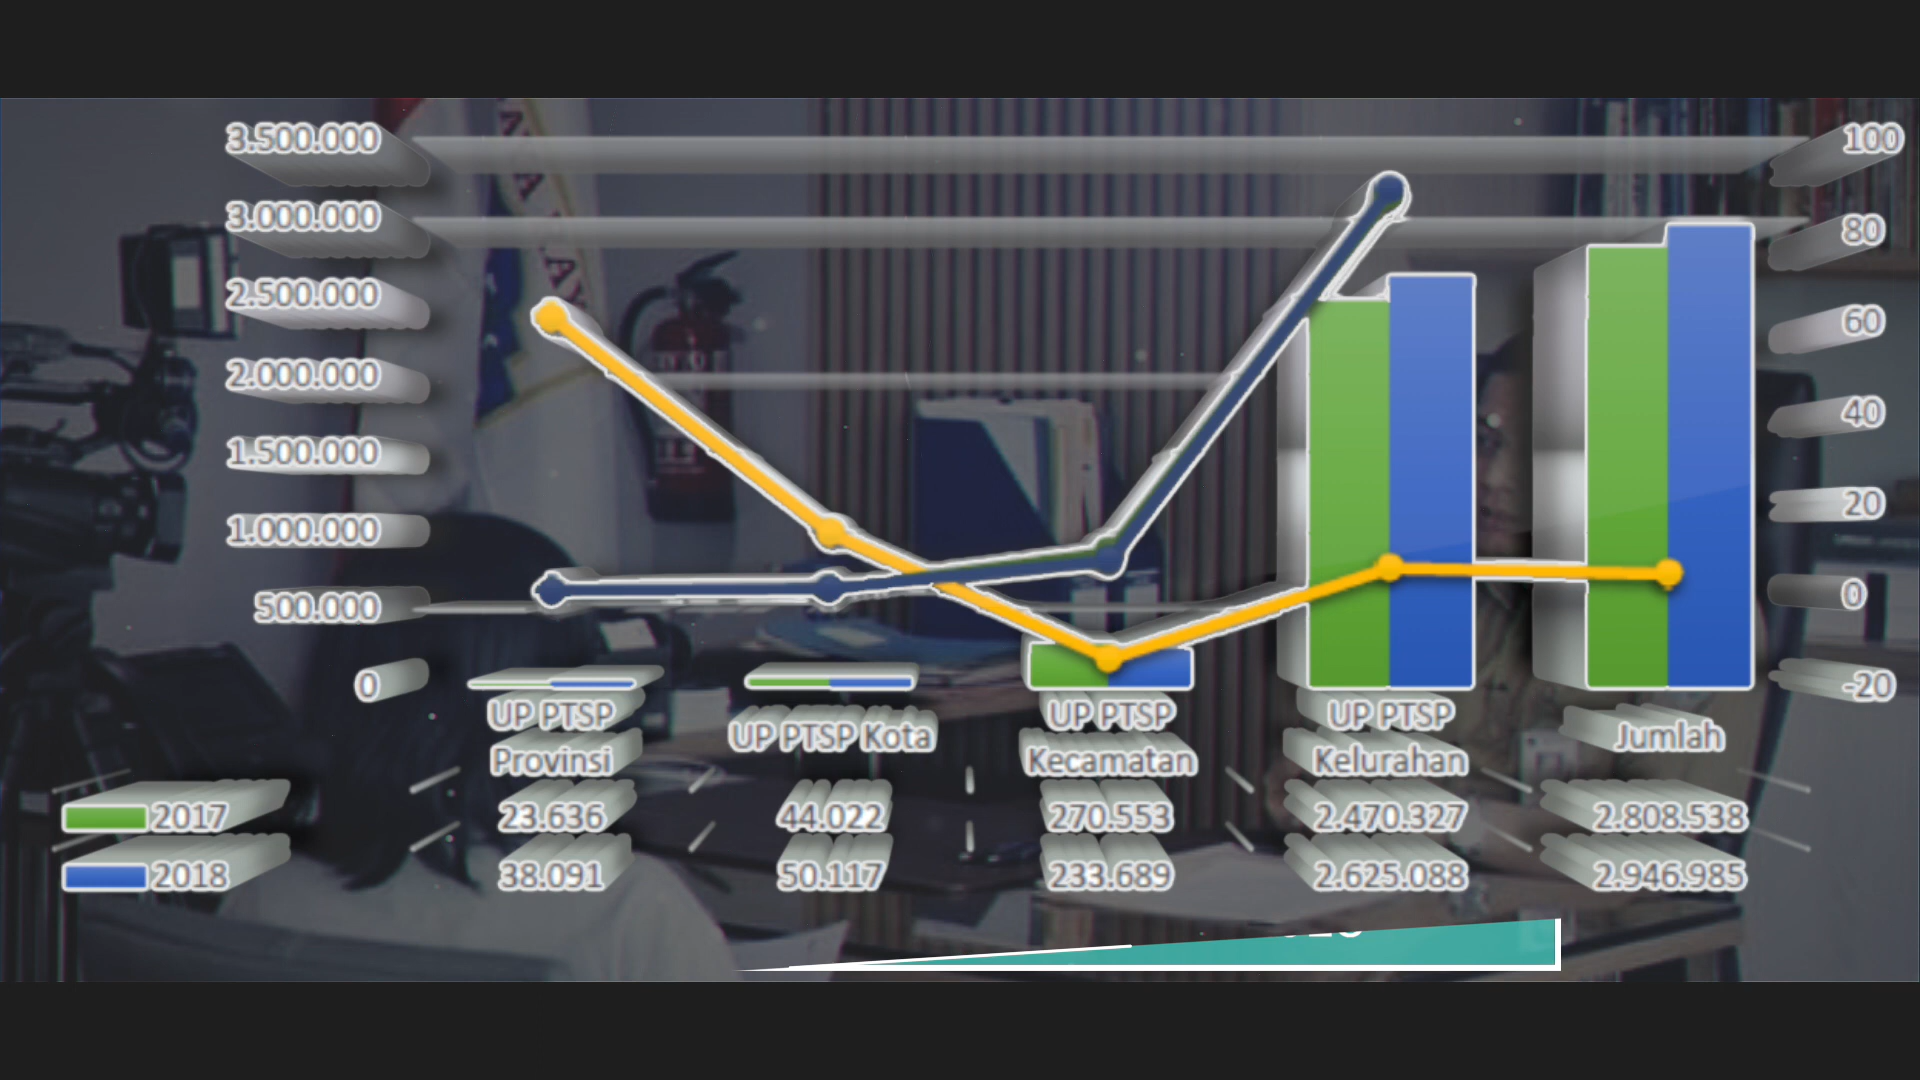 3.500.000
3.000.000
2.500.000
2.000.000
1.500.000
1.000.000
500.000
0
100
80
60
40
20
0
-20
UP PTSP
Provinsi
UP PTSP Kota
UP PTSP
Kecamatan
UP PTSP
Kelurahan
Jumlah
2017 23.636 44.022 270.553 2.470.327 2.808.538
2018 38.091 50.117 233.689 2.625.088 2.946.985